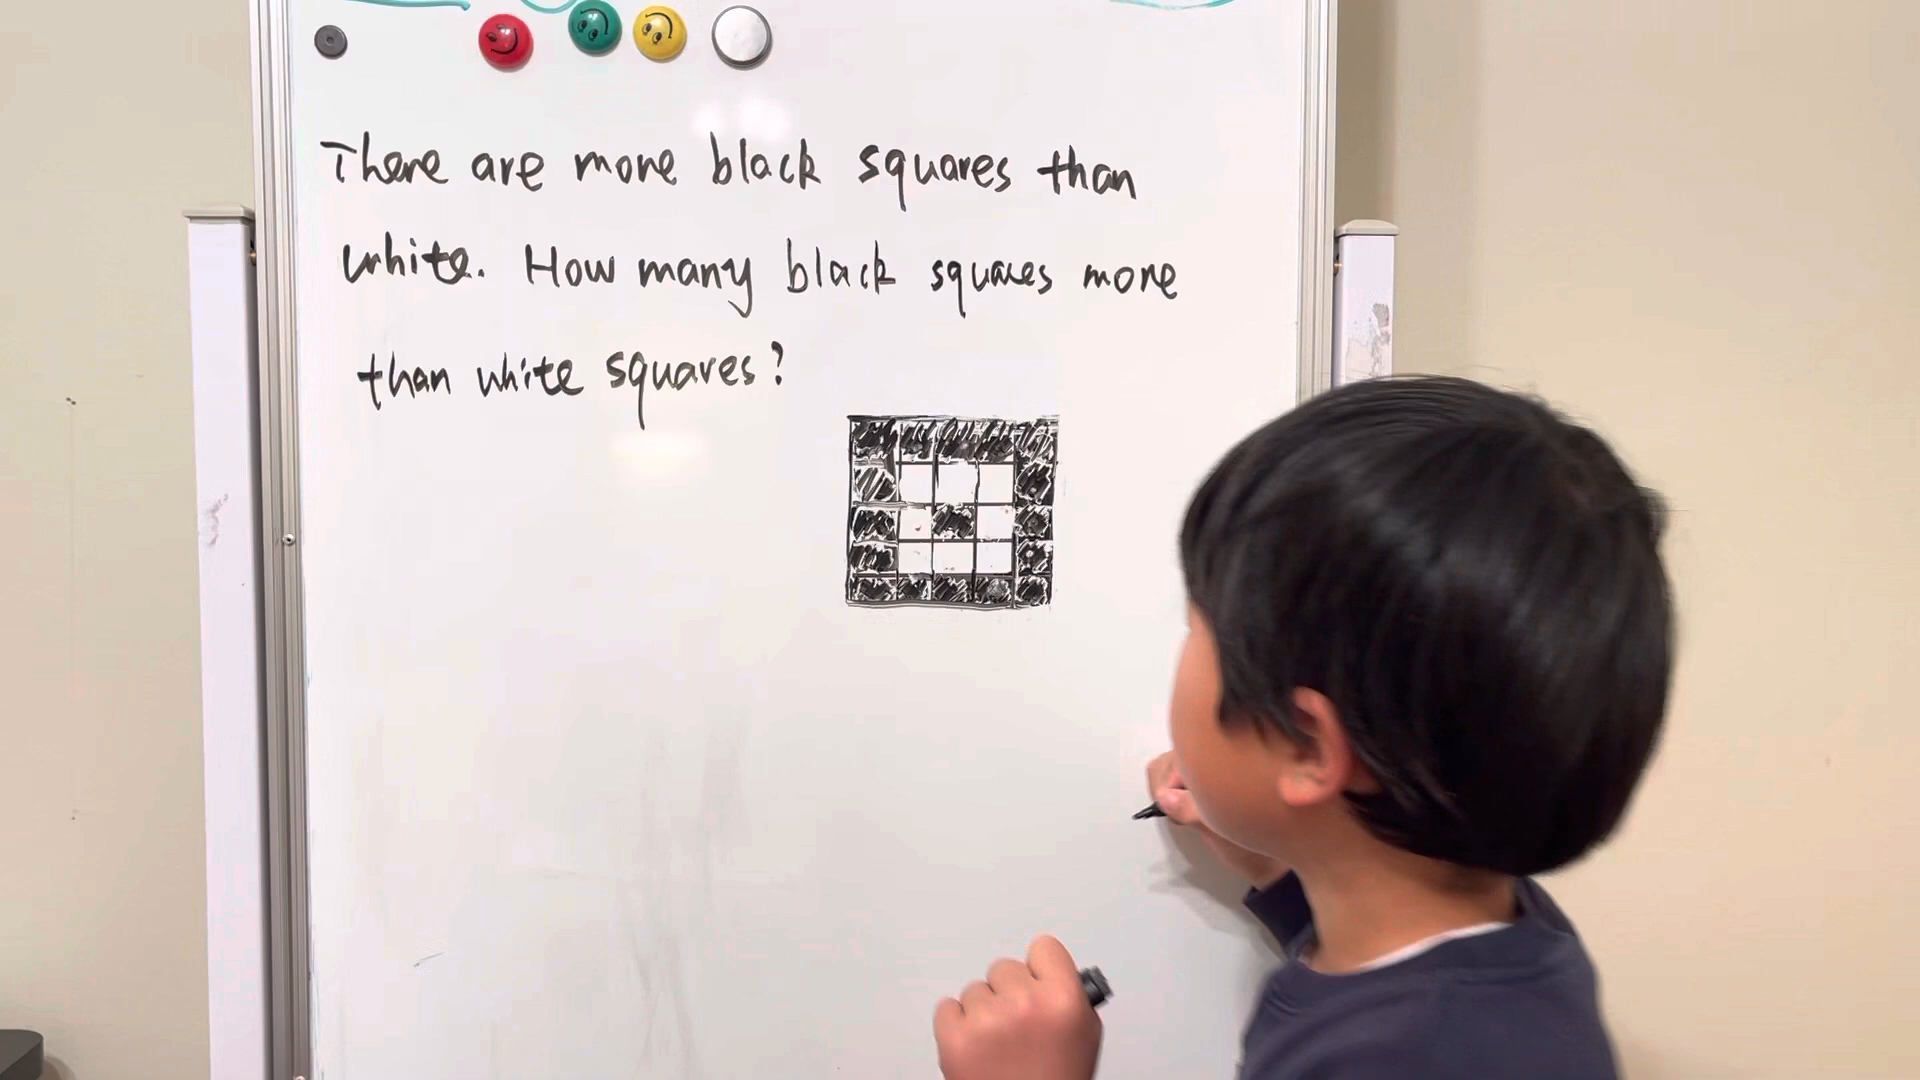 There are more black squares than
white. How many black squares more
than white squares?